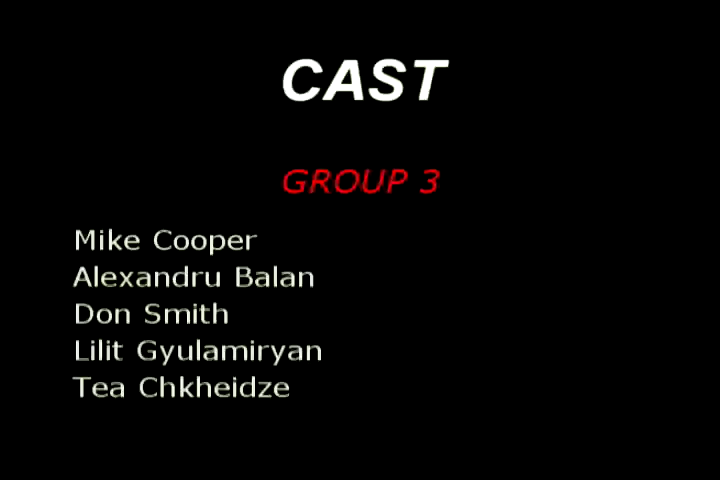 CAST
GROUP 3
Mike Cooper
Alexandru Balan
Don Smith
Lilit Gyulamiryan
Tea Chkheidze